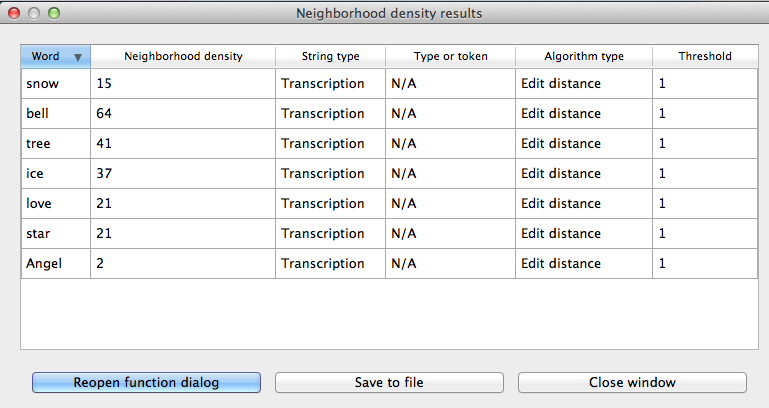 Neighborhood density results
Word Neighborhood density String type Type or token Algorithm type Threshold
snow 15 Transcription N/A Edit distance 1
bell 64 Transcription N/A Edit distance 1
tree 41 Transcription N/A Edit distance 1
ice 37 Transcription N/A Edit distance 1
love 21 Transcription N/A Edit distance 1
star 21 Transcription N/A Edit distance 1
Angel 2 Transcription N/A Edit distance 1
Reopen function dialog Save to file Close window